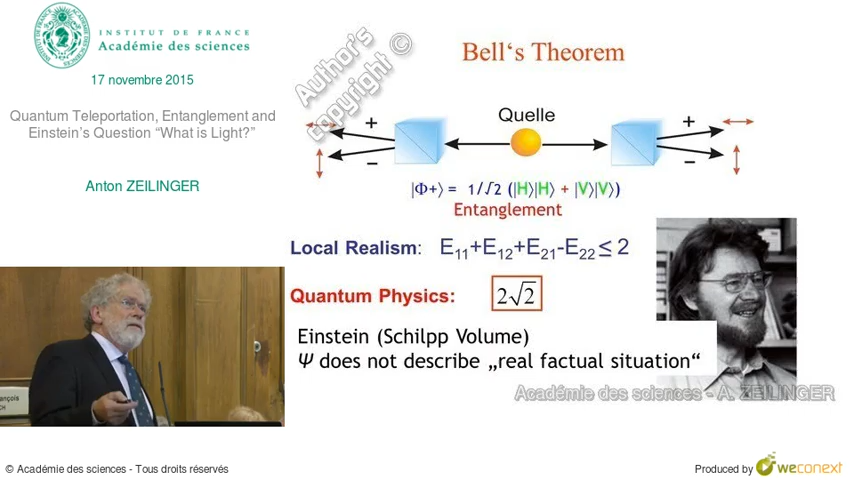 INSTITUT DE FRANCE
Académie des sciences
17 novembre 2015
Quantum Teleportation, Entanglement and
Einstein's Question “What is Light?”
Anton ZEILINGER
Author's
copyright ©
Bell‘s Theorem
Quelle
+
−
+
−
|Φ+⟩ = 1/√2 (|H⟩|H⟩ + |V⟩|V⟩)
Entanglement
Local Realism: E₁₁+E₁₂+E₂₁-E₂₂ ≤ 2
Quantum Physics: 2√2
Einstein (Schilpp Volume)
Ψ does not describe „real factual situation“
Académie des sciences - A. ZEILINGER
françois
CH
© Académie des sciences - Tous droits réservés
Produced by weconext